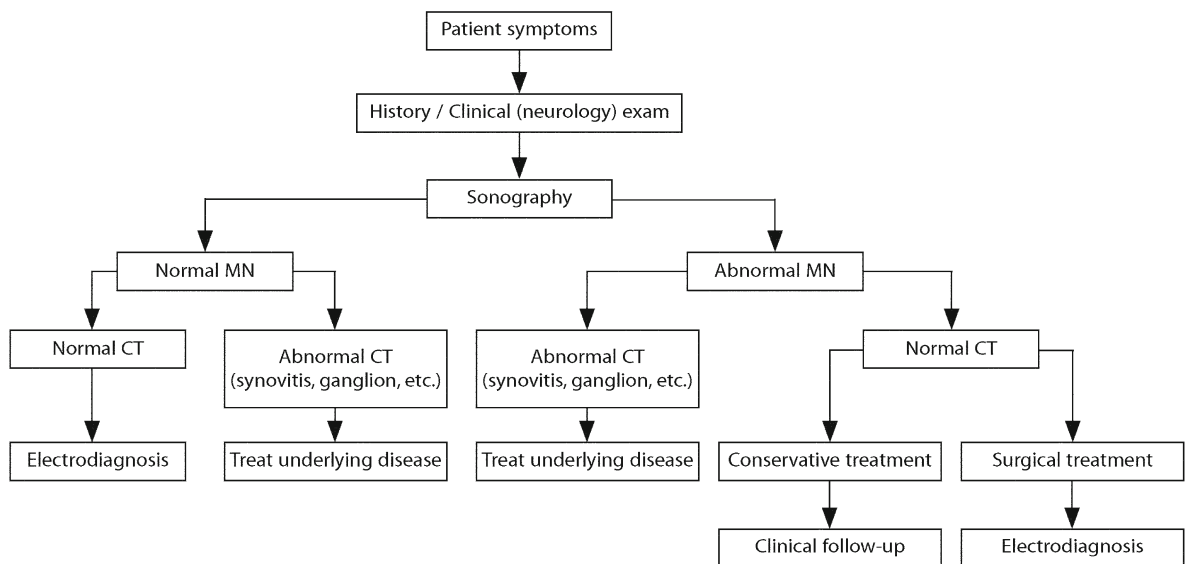 Patient symptoms
History / Clinical (neurology) exam
Sonography
Normal MN
Abnormal MN
Normal CT
Abnormal CT
(synovitis, ganglion, etc.)
Abnormal CT
(synovitis, ganglion, etc.)
Normal CT
Electrodiagnosis
Treat underlying disease
Treat underlying disease
Conservative treatment
Surgical treatment
Clinical follow-up
Electrodiagnosis